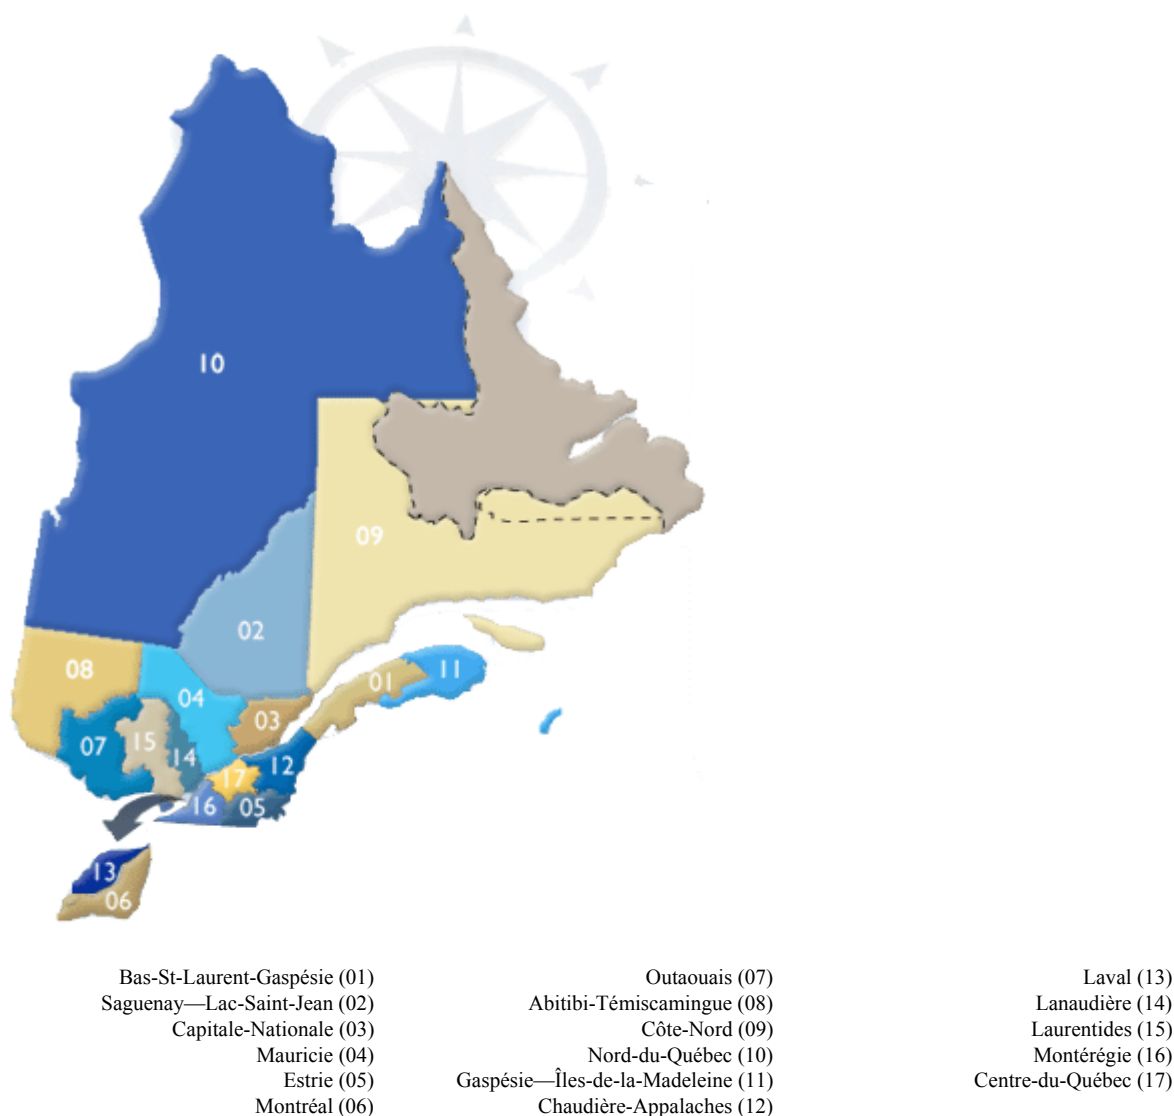 10
09
02
08
04
01
11
03
07
15
14
12
17
16
05
13
06
Bas-St-Laurent-Gaspésie (01)
Saguenay—Lac-Saint-Jean (02)
Capitale-Nationale (03)
Mauricie (04)
Estrie (05)
Montréal (06)
Outaouais (07)
Abitibi-Témiscamingue (08)
Côte-Nord (09)
Nord-du-Québec (10)
Gaspésie—Îles-de-la-Madeleine (11)
Chaudière-Appalaches (12)
Laval (13)
Lanaudière (14)
Laurentides (15)
Montérégie (16)
Centre-du-Québec (17)